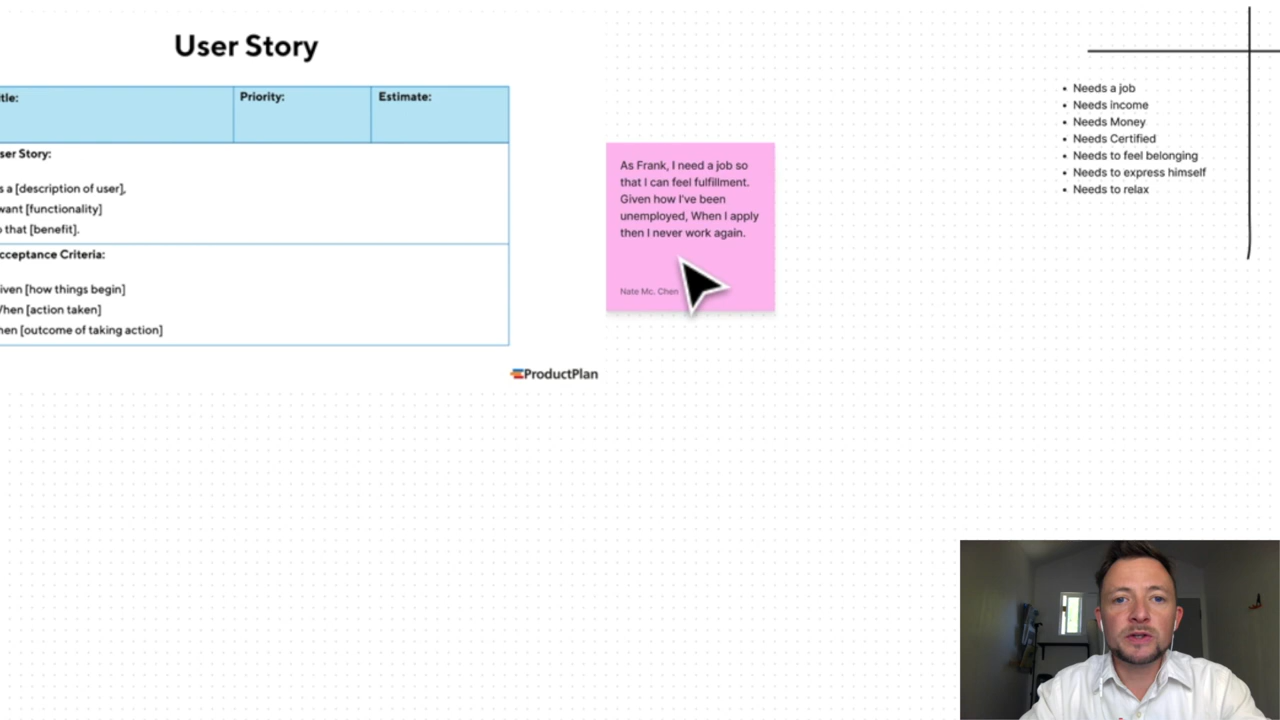 User Story
tle:
Priority:
Estimate:
ser Story:
s a [description of user],
want [functionality]
o that [benefit].
cceptance Criteria:
iven [how things begin]
hen [action taken]
hen [outcome of taking action]
ProductPlan
As Frank, I need a job so
that I can feel fulfillment.
Given how I've been
unemployed, When I apply
then I never work again.
Nate Mc. Chen
• Needs a job
• Needs income
• Needs Money
• Needs Certified
• Needs to feel belonging
• Needs to express himself
• Needs to relax